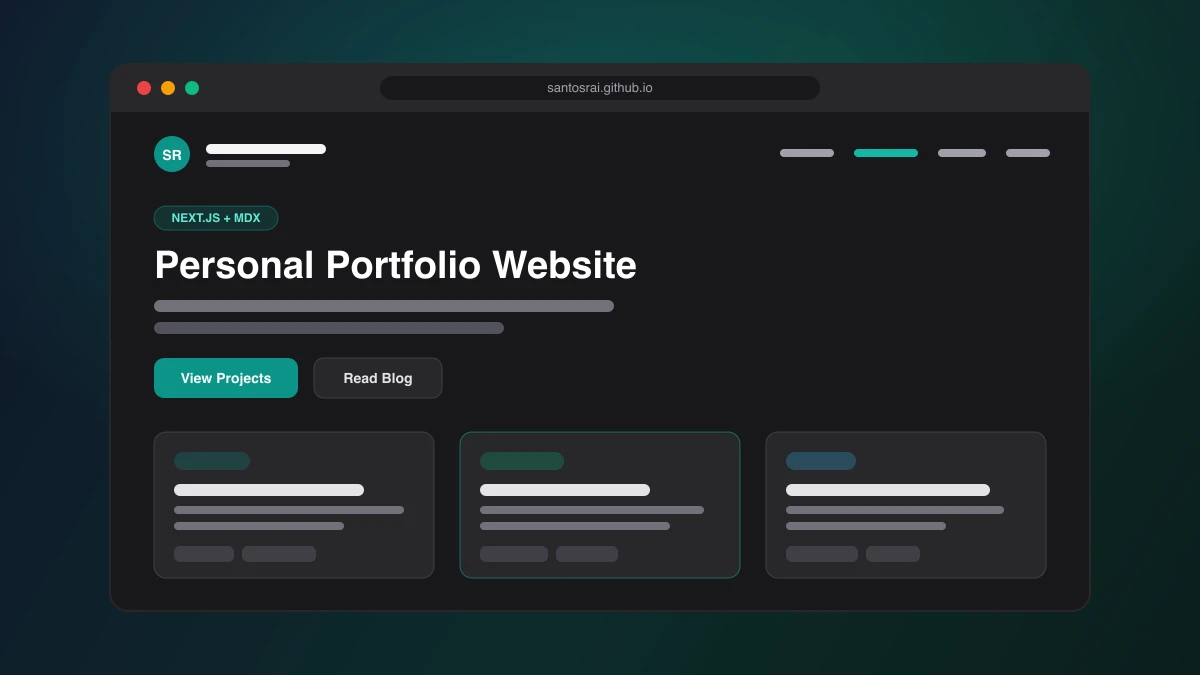 santosrai.github.io
SR
NEXT.JS + MDX
Personal Portfolio Website
View Projects
Read Blog